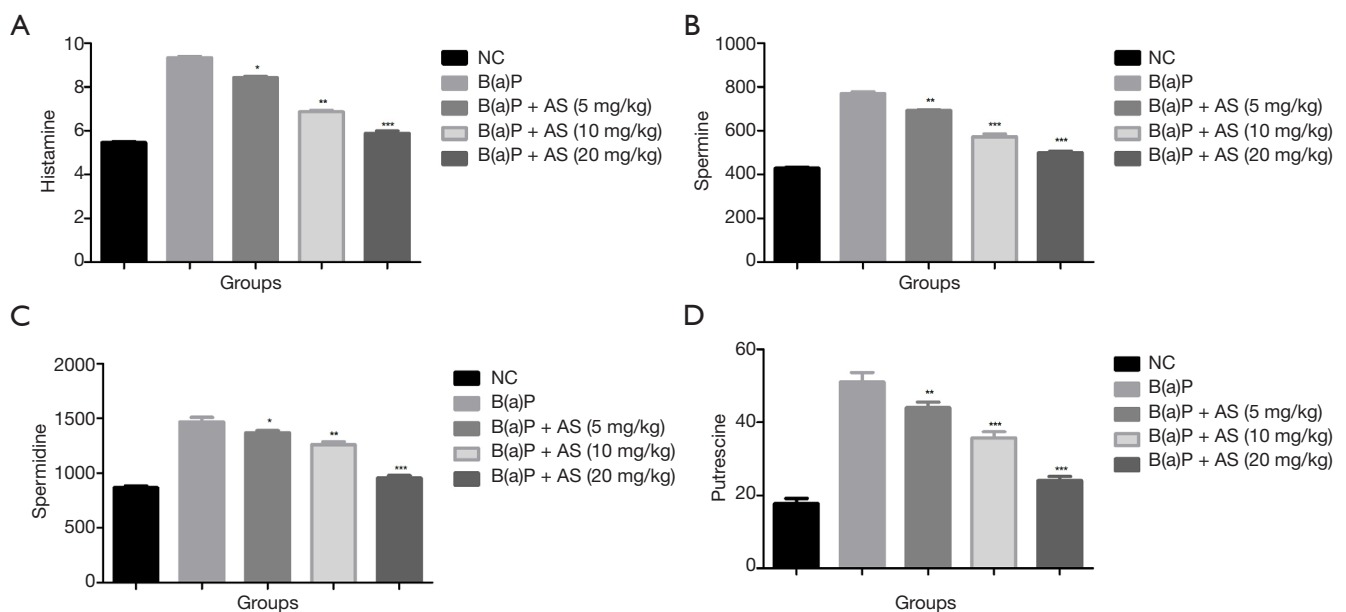 A
Histamine
10
8
6
4
2
0
*
**
***
Groups
NC
B(a)P
B(a)P + AS (5 mg/kg)
B(a)P + AS (10 mg/kg)
B(a)P + AS (20 mg/kg)
B
Spermine
1000
800
600
400
200
0
**
***
***
Groups
NC
B(a)P
B(a)P + AS (5 mg/kg)
B(a)P + AS (10 mg/kg)
B(a)P + AS (20 mg/kg)
C
Spermidine
2000
1500
1000
500
0
*
**
***
Groups
NC
B(a)P
B(a)P + AS (5 mg/kg)
B(a)P + AS (10 mg/kg)
B(a)P + AS (20 mg/kg)
D
Putrescine
60
40
20
0
**
***
***
Groups
NC
B(a)P
B(a)P + AS (5 mg/kg)
B(a)P + AS (10 mg/kg)
B(a)P + AS (20 mg/kg)